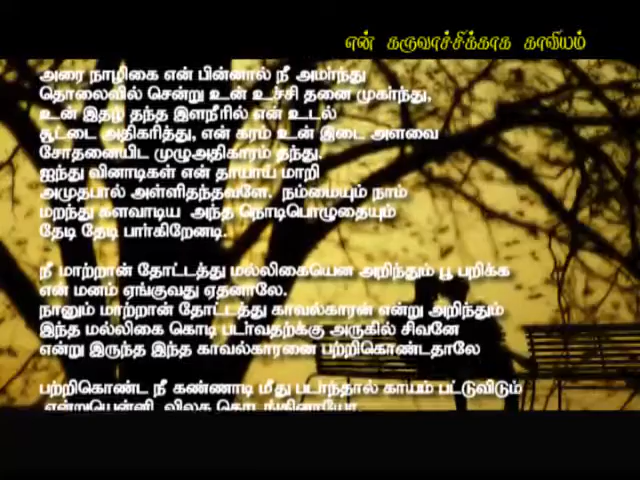 என் கருவாச்சிக்காக காவியம்
அரை நாழிகை என் பின்னால் நீ அமர்ந்து
தொலைவில் சென்று உன் உச்சி தனை முகர்ந்து,
உன் இதழ் தந்த இளநீரில் என் உடல்
சூட்டை அதிகரித்து, என் கரம் உன் இடை அளவை
சோதனையிட முழுஅதிகாரம் தந்து.
ஐந்து வினாடிகள் என் தாயாய் மாறி
அமுதபால் அள்ளிதந்தவளே. நம்மையும் நாம்
மறந்து களவாடிய அந்த நொடிபொழுதையும்
தேடி தேடி பார்கிறேனடி.
நீ மாற்றான் தோட்டத்து மல்லிகையென அறிந்தும் பூ பறிக்க
என் மனம் ஏங்குவது ஏதனாலே.
நானும் மாற்றான் தோட்டத்து காவல்காரன் என்று அறிந்தும்
இந்த மல்லிகை கொடி படர்வதற்க்கு அருகில் சிவனே
என்று இருந்த இந்த காவல்காரனை பற்றிகொண்டதாலே
பற்றிகொண்ட நீ கண்ணாடி மீது படர்ந்தால் காயம் பட்டுவிடும்
என்றுயெண்ணி விலக தொடங்கினாயோ